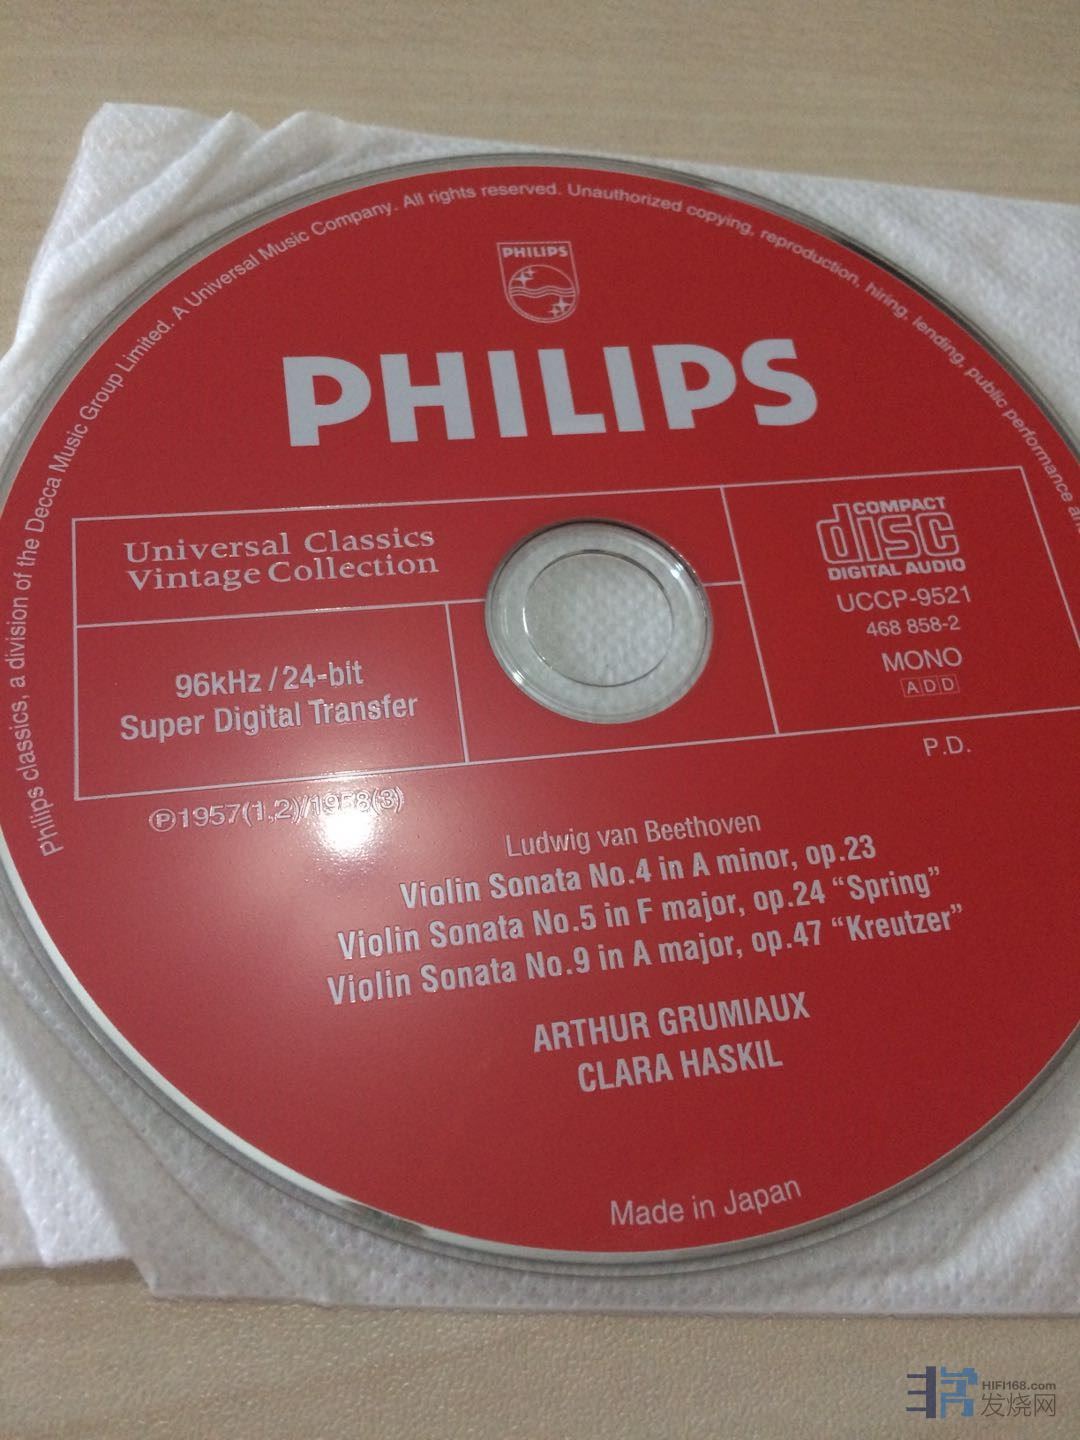 Philips classics, a division of the Decca Music Group Limited. A Universal Music Company. All rights reserved. Unauthorized copying, reproduction, hiring, lending, public performance
PHILIPS
PHILIPS
Universal Classics
Vintage Collection
COMPACT
disc
DIGITAL AUDIO
UCCP-9521
468 858-2
MONO
ADD
96kHz / 24-bit
Super Digital Transfer
P.D.
Ⓟ1957(1,2)/1958(3)
Ludwig van Beethoven
Violin Sonata No.4 in A minor, op.23
Violin Sonata No.5 in F major, op.24 “Spring”
Violin Sonata No.9 in A major, op.47 “Kreutzer”
ARTHUR GRUMIAUX
CLARA HASKIL
Made in Japan
HIFI168.com
发烧网